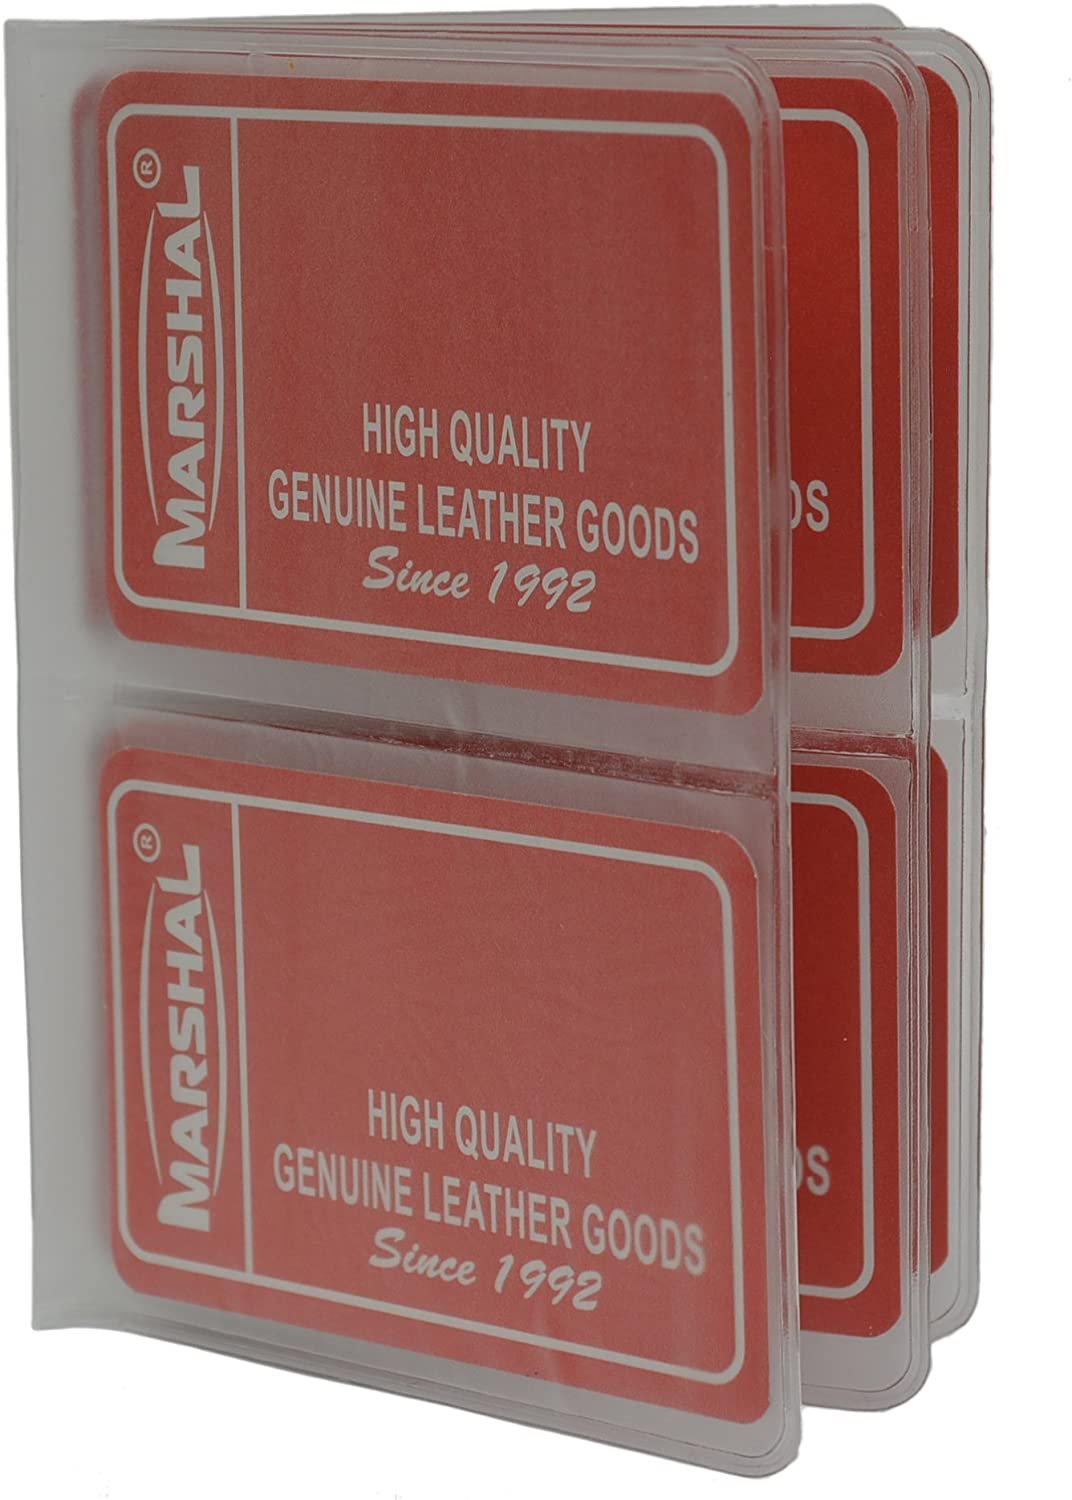 MARSHAL®
HIGH QUALITY
GENUINE LEATHER GOODS
Since 1992
MARSHAL®
HIGH QUALITY
GENUINE LEATHER GOODS
Since 1992